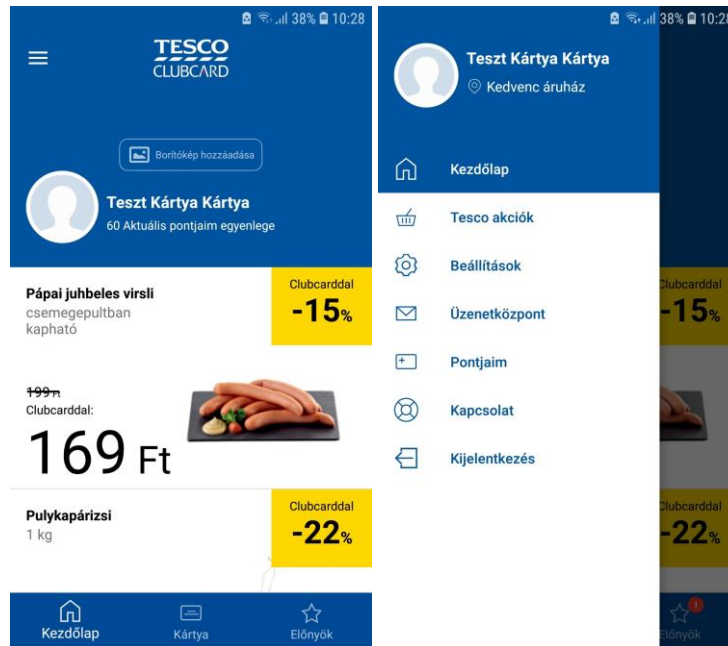 38% 10:28
TESCO
CLUBCARD
Borítókép hozzáadása
Teszt Kártya Kártya
60 Aktuális pontjaim egyenlege
Pápai juhbeles virsli
csemegepultban
kapható
Clubcarddal
-15%
199 Ft
Clubcarddal:
169 Ft
Pulykapárizsi
1 kg
Clubcarddal
-22%
Kezdőlap
Kártya
Előnyök
38% 10:28
Teszt Kártya Kártya
Kedvenc áruház
Kezdőlap
Tesco akciók
Beállítások
Üzenetközpont
Pontjaim
Kapcsolat
Kijelentkezés
Clubcarddal
-15%
Clubcarddal
-22%
Előnyök